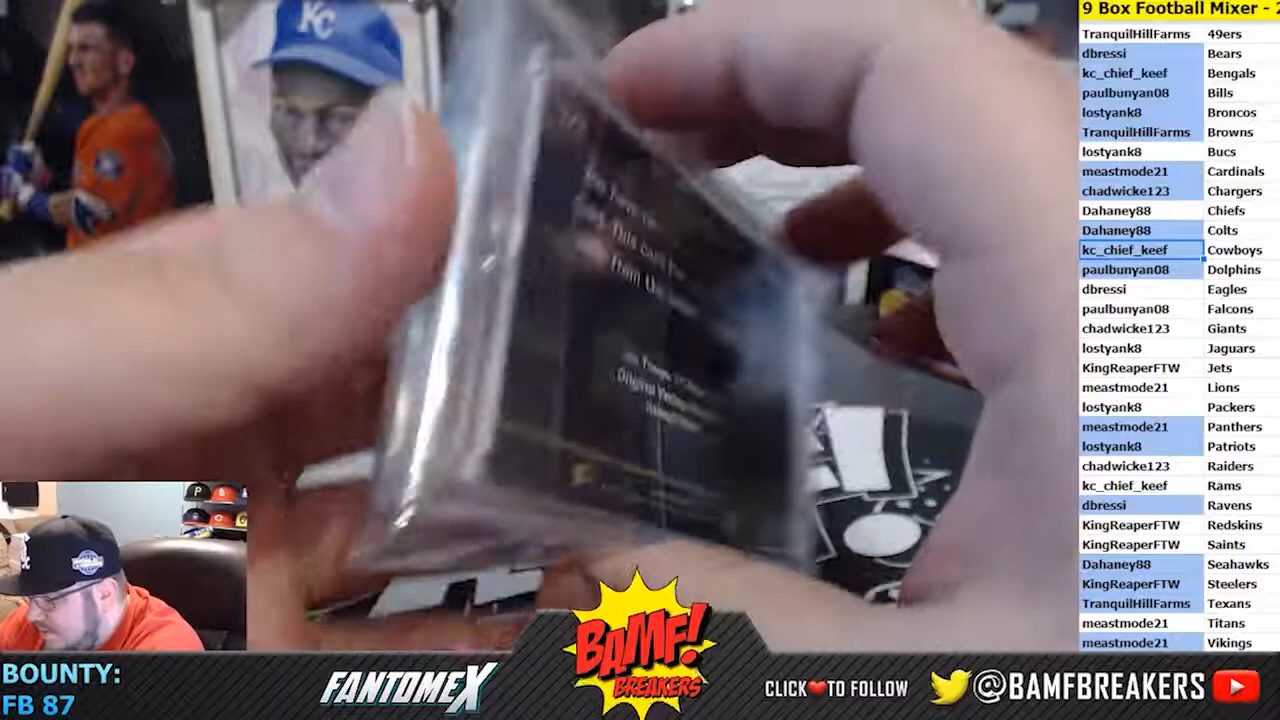 9 Box Football Mixer -
TranquilHillFarms 49ers
dbressi Bears
kc_chief_keef Bengals
paulbunyan08 Bills
lostyank8 Broncos
TranquilHillFarms Browns
lostyank8 Bucs
meastmode21 Cardinals
chadwicke123 Chargers
Dahaney88 Chiefs
Dahaney88 Colts
kc_chief_keef Cowboys
paulbunyan08 Dolphins
dbressi Eagles
paulbunyan08 Falcons
chadwicke123 Giants
lostyank8 Jaguars
KingReaperFTW Jets
meastmode21 Lions
lostyank8 Packers
meastmode21 Panthers
lostyank8 Patriots
chadwicke123 Raiders
kc_chief_keef Rams
dbressi Ravens
KingReaperFTW Redskins
KingReaperFTW Saints
Dahaney88 Seahawks
KingReaperFTW Steelers
TranquilHillFarms Texans
meastmode21 Titans
meastmode21 Vikings
KC
This car
BOUNTY:
FB 87
FANTOMEX
BAMF!
BREAKERS
CLICK TO FOLLOW
@BAMFBREAKERS